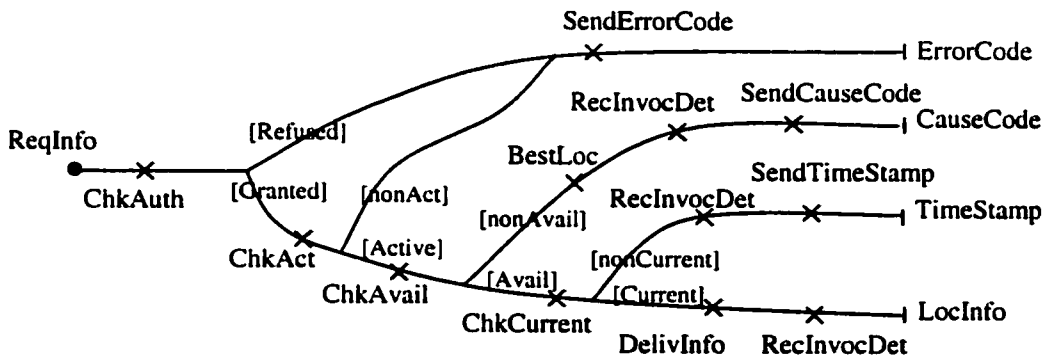 SendErrorCode
ErrorCode
RecInvocDet
SendCauseCode
[Refused]
CauseCode
ReqInfo
BestLoc
ChkAuth
[Granted]
[nonAct]
RecInvocDet
SendTimeStamp
[nonAvail]
TimeStamp
ChkAct
[Active]
[nonCurrent]
ChkAvail
[Avail]
[Current]
ChkCurrent
LocInfo
DelivInfo
RecInvocDet